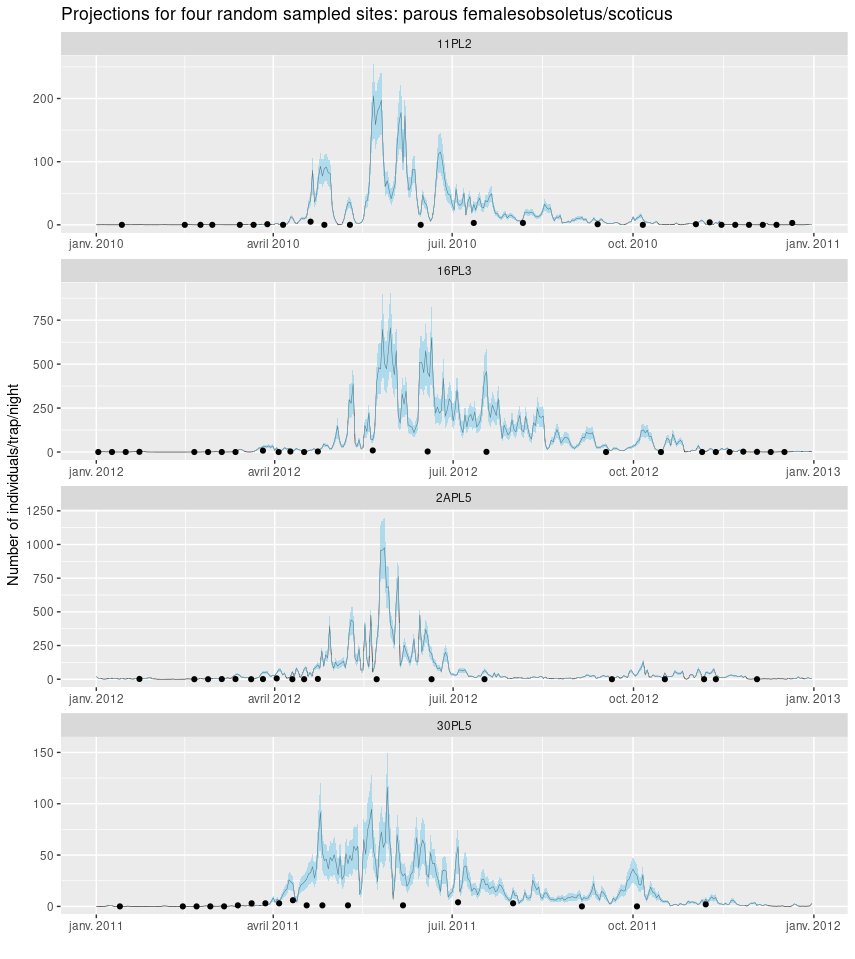 Projections for four random sampled sites: parous femalesobsoletus/scoticus
Number of individuals/trap/night
11PL2
200
100
0
janv. 2010 avril 2010 juil. 2010 oct. 2010 janv. 2011
16PL3
750
500
250
0
janv. 2012 avril 2012 juil. 2012 oct. 2012 janv. 2013
2APL5
1250
1000
750
500
250
0
janv. 2012 avril 2012 juil. 2012 oct. 2012 janv. 2013
30PL5
150
100
50
0
janv. 2011 avril 2011 juil. 2011 oct. 2011 janv. 2012